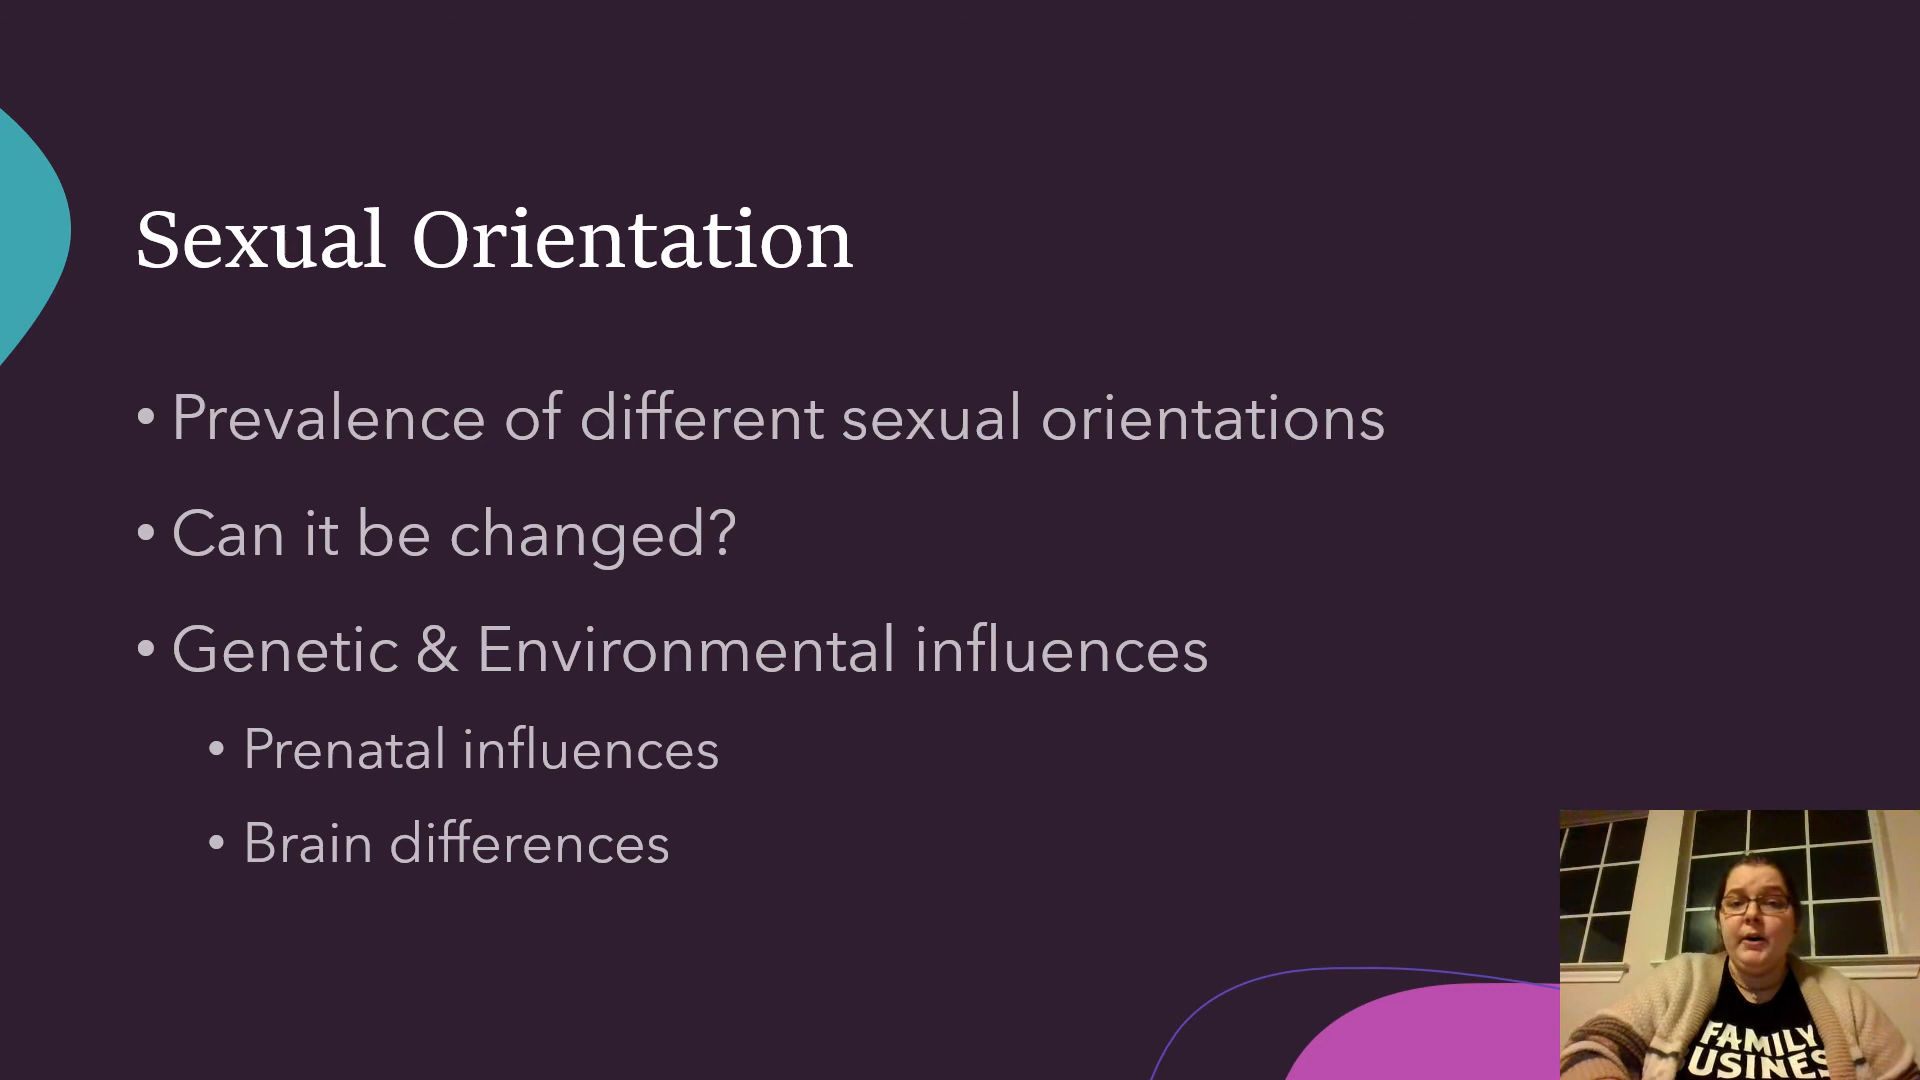 Sexual Orientation
• Prevalence of different sexual orientations
• Can it be changed?
• Genetic & Environmental influences
• Prenatal influences
• Brain differences
FAMILY
USINES